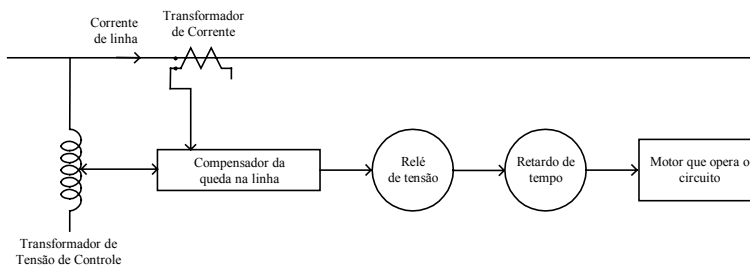 Corrente
de linha
Transformador
de Corrente
Compensador da
queda na linha
Relé
de tensão
Retardo de
tempo
Motor que opera o
circuito
Transformador de
Tensão de Controle